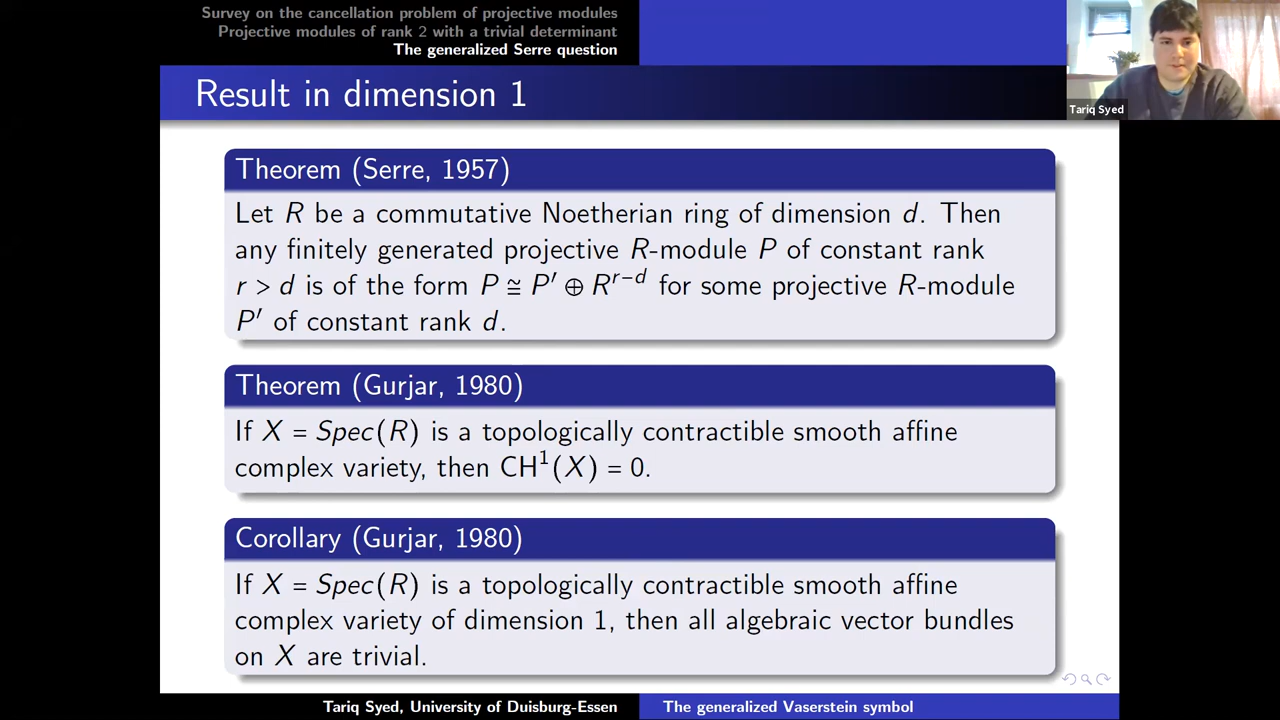 Survey on the cancellation problem of projective modules
Projective modules of rank 2 with a trivial determinant
The generalized Serre question
Result in dimension 1
Tariq Syed
Theorem (Serre, 1957)
Let R be a commutative Noetherian ring of dimension d. Then
any finitely generated projective R-module P of constant rank
r > d is of the form P ≅ P′ ⊕ R^{r−d} for some projective R-module
P′ of constant rank d.
Theorem (Gurjar, 1980)
If X = Spec(R) is a topologically contractible smooth affine
complex variety, then CH¹(X) = 0.
Corollary (Gurjar, 1980)
If X = Spec(R) is a topologically contractible smooth affine
complex variety of dimension 1, then all algebraic vector bundles
on X are trivial.
Tariq Syed, University of Duisburg-Essen
The generalized Vaserstein symbol